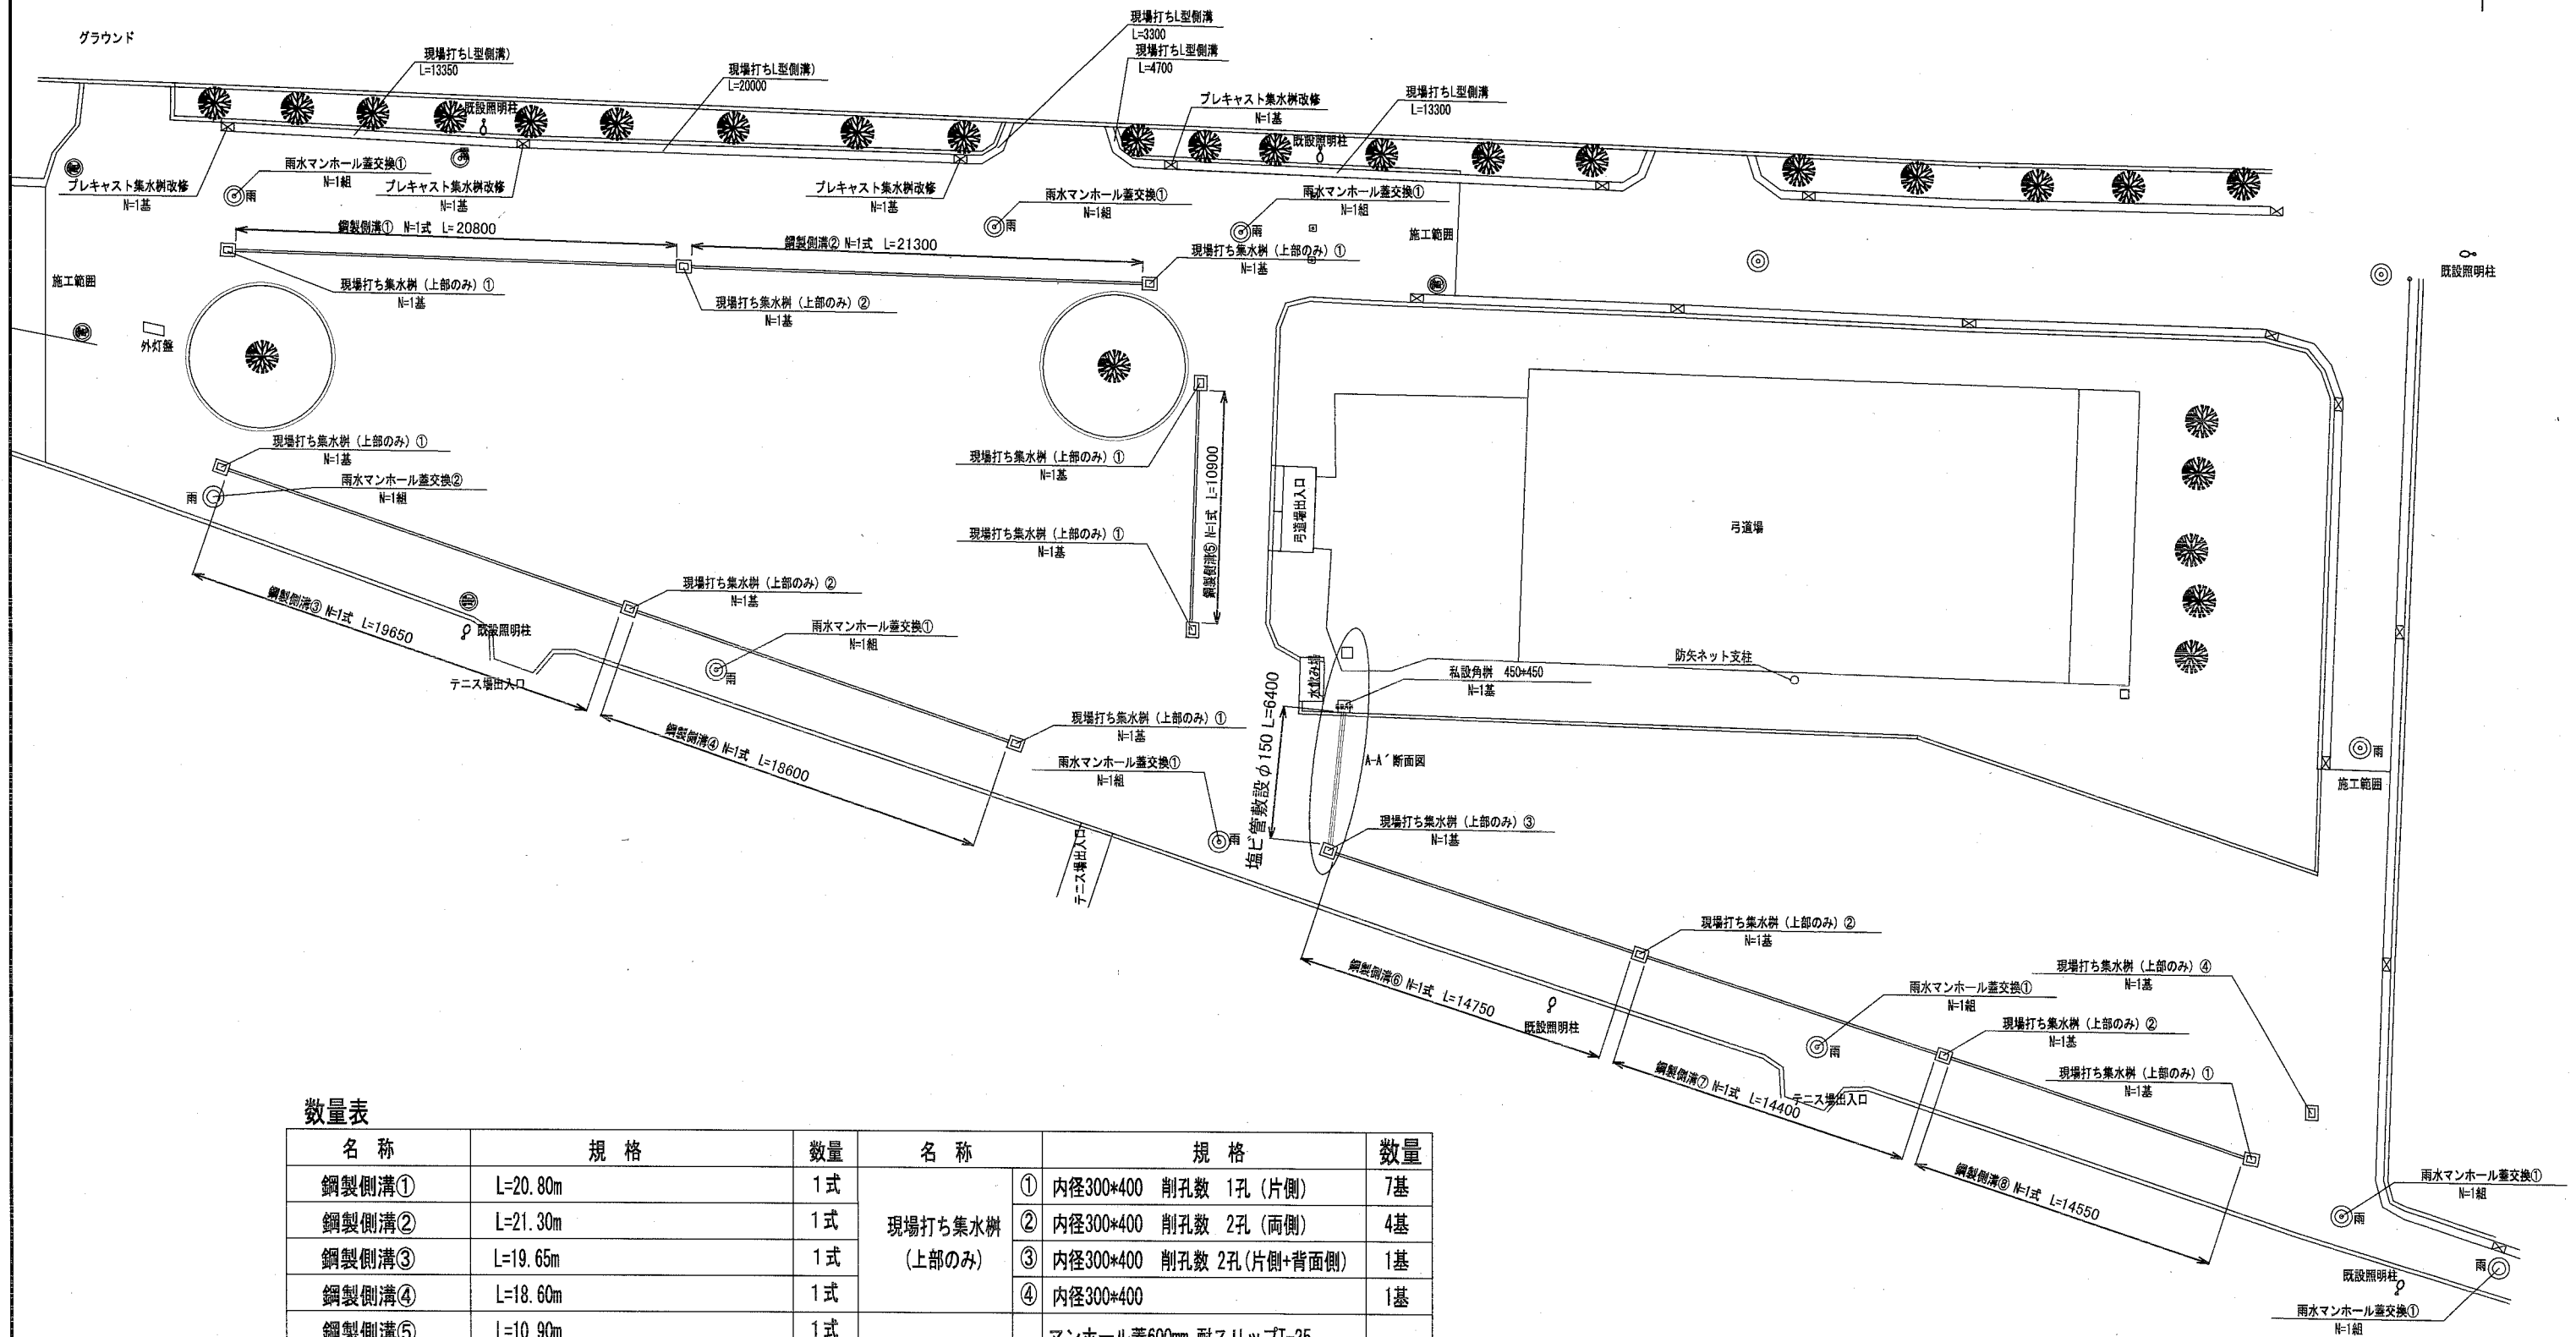 グラウンド
現場打ちL型側溝)
L=13350
現場打ちL型側溝)
L=20000
現場打ちL型側溝
L=3300
現場打ちL型側溝
L=4700
プレキャスト集水桝改修
N=1基
現場打ちL型側溝
L=13300
既設照明柱
既設照明柱
プレキャスト集水桝改修
N=1基
雨水マンホール蓋交換①
N=1組
雨
プレキャスト集水桝改修
N=1基
プレキャスト集水桝改修
N=1基
雨水マンホール蓋交換①
N=1組
雨
雨水マンホール蓋交換①
N=1組
雨
施工範囲
既設照明柱
鋼製側溝① N=1式 L=20800
鋼製側溝② N=1式 L=21300
現場打ち集水桝（上部のみ）①
N=1基
施工範囲
現場打ち集水桝（上部のみ）①
N=1基
現場打ち集水桝（上部のみ）②
N=1基
外灯盤
現場打ち集水桝（上部のみ）①
N=1基
雨水マンホール蓋交換②
N=1組
雨
現場打ち集水桝（上部のみ）①
N=1基
現場打ち集水桝（上部のみ）①
N=1基
鋼製側溝⑤ N=1式 L=10900
弓道場出入口
弓道場
鋼製側溝③ N=1式 L=19650
既設照明柱
テニス場出入口
現場打ち集水桝（上部のみ）②
N=1基
雨水マンホール蓋交換①
N=1組
雨
鋼製側溝④ N=1式 L=18600
現場打ち集水桝（上部のみ）①
N=1基
雨水マンホール蓋交換①
N=1組
雨
テニス場出入口
水飲み場
私設角桝 450*450
N=1基
防矢ネット支柱
塩ビ管敷設φ150 L=6400
A-A´断面図
現場打ち集水桝（上部のみ）③
N=1基
雨
施工範囲
現場打ち集水桝（上部のみ）②
N=1基
鋼製側溝⑥ N=1式 L=14750
既設照明柱
雨水マンホール蓋交換①
N=1組
雨
現場打ち集水桝（上部のみ）④
N=1基
現場打ち集水桝（上部のみ）②
N=1基
現場打ち集水桝（上部のみ）①
N=1基
鋼製側溝⑦ N=1式 L=14400
テニス場出入口
鋼製側溝⑧ N=1式 L=14550
雨水マンホール蓋交換①
N=1組
雨
雨
既設照明柱
雨水マンホール蓋交換①
N=1組
数量表
名 称 規 格 数量 名 称 規 格 数量
鋼製側溝① L=20.80m 1式 ① 内径300*400 削孔数 1孔（片側） 7基
鋼製側溝② L=21.30m 1式 現場打ち集水桝 ② 内径300*400 削孔数 2孔（両側） 4基
鋼製側溝③ L=19.65m 1式 (上部のみ) ③ 内径300*400 削孔数 2孔(片側+背面側) 1基
鋼製側溝④ L=18.60m 1式 ④ 内径300*400 1基
鋼製側溝⑤ L=10.90m 1式 マンホール蓋600mm 耐スリップT-25